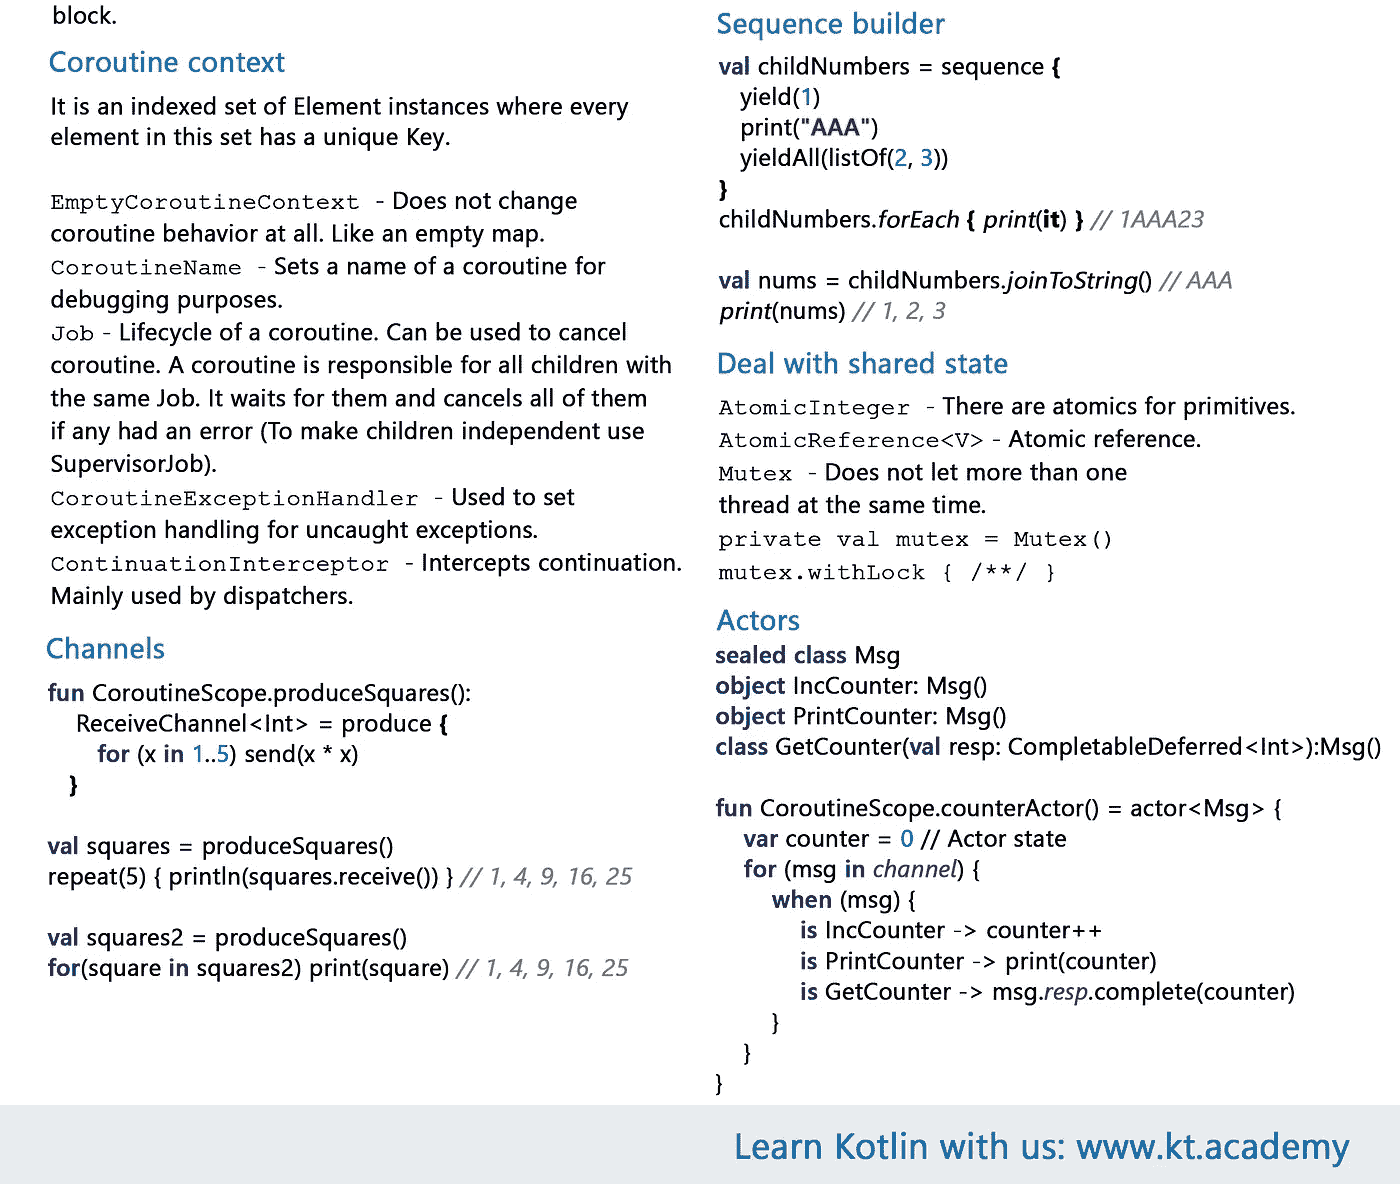 block.
Coroutine context
It is an indexed set of Element instances where every
element in this set has a unique Key.
EmptyCoroutineContext - Does not change
coroutine behavior at all. Like an empty map.
CoroutineName - Sets a name of a coroutine for
debugging purposes.
Job - Lifecycle of a coroutine. Can be used to cancel
coroutine. A coroutine is responsible for all children with
the same Job. It waits for them and cancels all of them
if any had an error (To make children independent use
SupervisorJob).
CoroutineExceptionHandler - Used to set
exception handling for uncaught exceptions.
ContinuationInterceptor - Intercepts continuation.
Mainly used by dispatchers.
Channels
fun CoroutineScope.produceSquares():
ReceiveChannel<Int> = produce {
for (x in 1..5) send(x * x)
}
val squares = produceSquares()
repeat(5) { println(squares.receive()) } // 1, 4, 9, 16, 25
val squares2 = produceSquares()
for(square in squares2) print(square) // 1, 4, 9, 16, 25
Sequence builder
val childNumbers = sequence {
yield(1)
print("AAA")
yieldAll(listOf(2, 3))
}
childNumbers.forEach { print(it) } // 1AAA23
val nums = childNumbers.joinToString() // AAA
print(nums) // 1, 2, 3
Deal with shared state
AtomicInteger - There are atomics for primitives.
AtomicReference<V> - Atomic reference.
Mutex - Does not let more than one
thread at the same time.
private val mutex = Mutex()
mutex.withLock { /**/ }
Actors
sealed class Msg
object IncCounter: Msg()
object PrintCounter: Msg()
class GetCounter(val resp: CompletableDeferred<Int>):Msg()
fun CoroutineScope.counterActor() = actor<Msg> {
var counter = 0 // Actor state
for (msg in channel) {
when (msg) {
is IncCounter -> counter++
is PrintCounter -> print(counter)
is GetCounter -> msg.resp.complete(counter)
}
}
}
Learn Kotlin with us: www.kt.academy